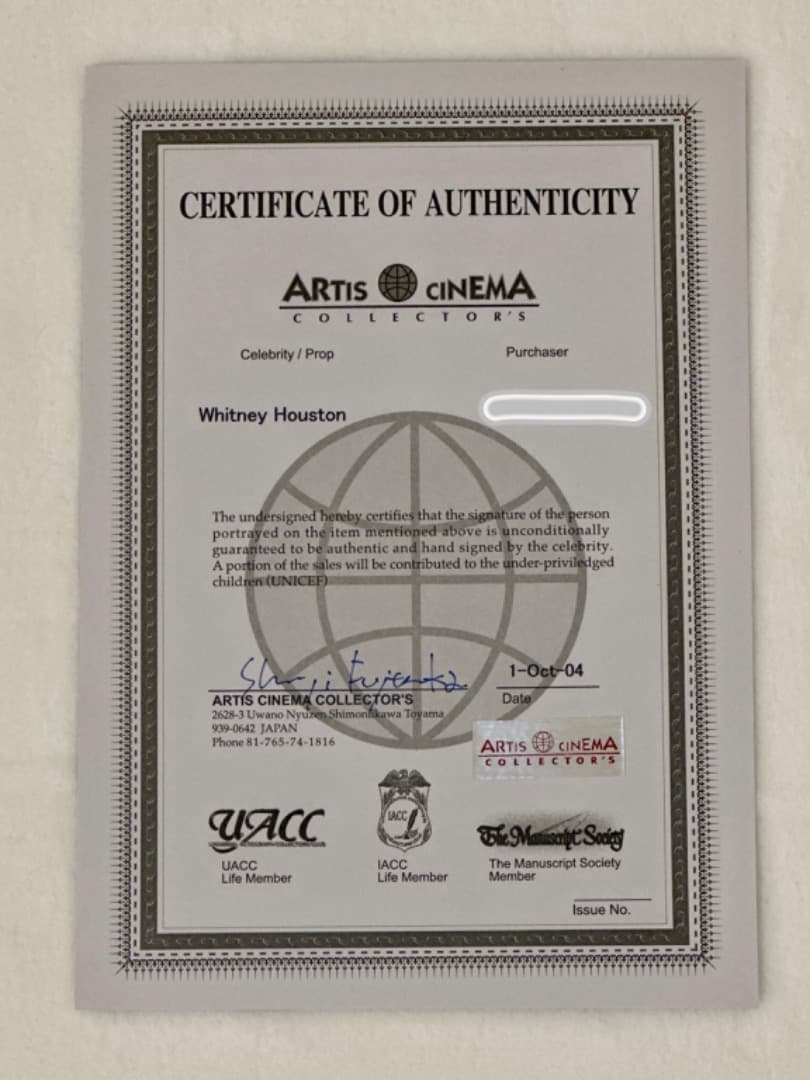 CERTIFICATE OF AUTHENTICITY
ARTIS CINEMA
COLLECTOR'S
Celebrity / Prop
Purchaser
Whitney Houston
The undersigned hereby certifies that the signature of the person
portrayed on the item mentioned above is unconditionally
guaranteed to be authentic and hand signed by the celebrity.
A portion of the sales will be contributed to the under-priviledged
children (UNICEF)
1-Oct-04
ARTIS CINEMA COLLECTOR'S
Date
2628-3 Uwano Nyuzen Shimoniikawa Toyama
939-0642 JAPAN
Phone 81-765-74-1816
ARTIS CINEMA
COLLECTOR'S
UACC
IACC
The Manuscript Society
UACC
Life Member
IACC
Life Member
The Manuscript Society
Member
Issue No.